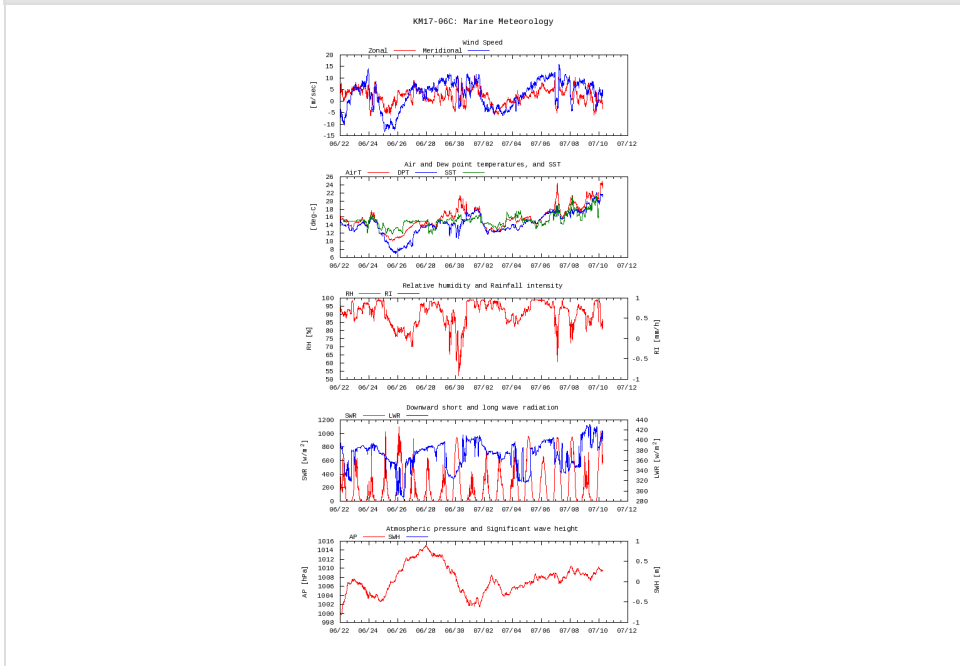 KM17-06C: Marine Meteorology
Wind Speed
Zonal Meridional
20
15
10
5
0
-5
-10
-15
[m/sec]
06/22 06/24 06/26 06/28 06/30 07/02 07/04 07/06 07/08 07/10 07/12
Air and Dew point temperatures, and SST
AirT DPT SST
26
24
22
20
18
16
14
12
10
8
6
[deg-C]
06/22 06/24 06/26 06/28 06/30 07/02 07/04 07/06 07/08 07/10 07/12
Relative humidity and Rainfall intensity
RH RI
100
95
90
85
80
75
70
65
60
55
50
RH [%]
1
0.5
0
-0.5
-1
RI [mm/h]
06/22 06/24 06/26 06/28 06/30 07/02 07/04 07/06 07/08 07/10 07/12
Downward short and long wave radiation
SWR LWR
1200
1000
800
600
400
200
0
SWR [w/m²]
440
420
400
380
360
340
320
300
280
LWR [w/m²]
06/22 06/24 06/26 06/28 06/30 07/02 07/04 07/06 07/08 07/10 07/12
Atmospheric pressure and Significant wave height
AP SWH
1016
1014
1012
1010
1008
1006
1004
1002
1000
998
AP [hPa]
1
0.5
0
-0.5
-1
SWH [m]
06/22 06/24 06/26 06/28 06/30 07/02 07/04 07/06 07/08 07/10 07/12